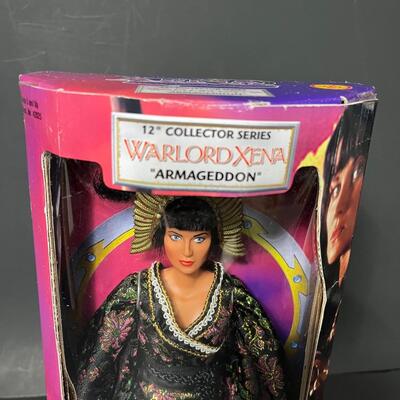 12" COLLECTOR SERIES
WARLORD XENA
"ARMAGEDDON"